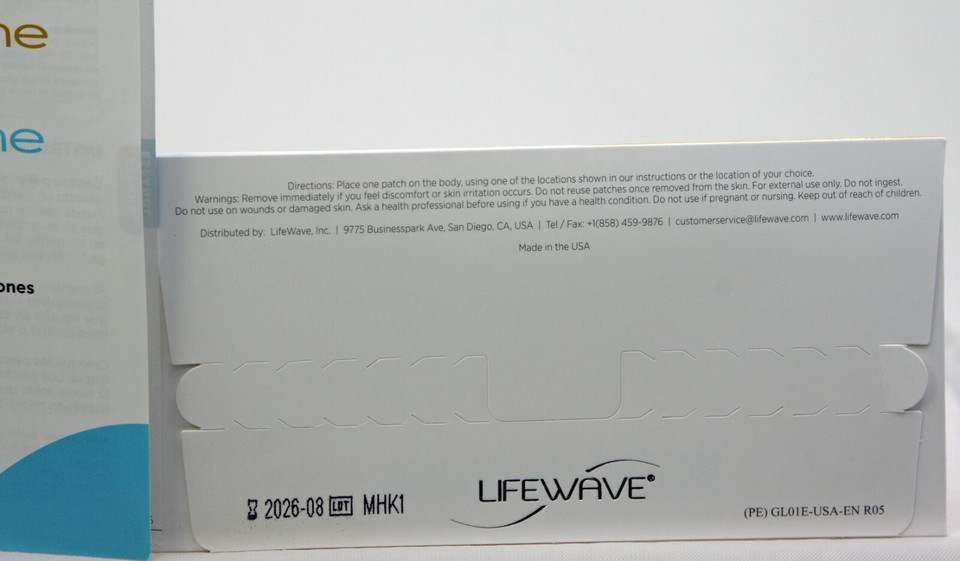 ne
ne
ones
Directions: Place one patch on the body, using one of the locations shown in our instructions or the location of your choice.
Warnings: Remove immediately if you feel discomfort or skin irritation occurs. Do not reuse patches once removed from the skin. For external use only. Do not ingest.
Do not use on wounds or damaged skin. Ask a health professional before using if you have a health condition. Do not use if pregnant or nursing. Keep out of reach of children.
Distributed by: LifeWave, Inc. | 9775 Businesspark Ave, San Diego, CA, USA | Tel / Fax: +1(858) 459-9876 | customerservice@lifewave.com | www.lifewave.com
Made in the USA
2026-08 LOT MHK1
LIFEWAVE®
(PE) GL01E-USA-EN R05